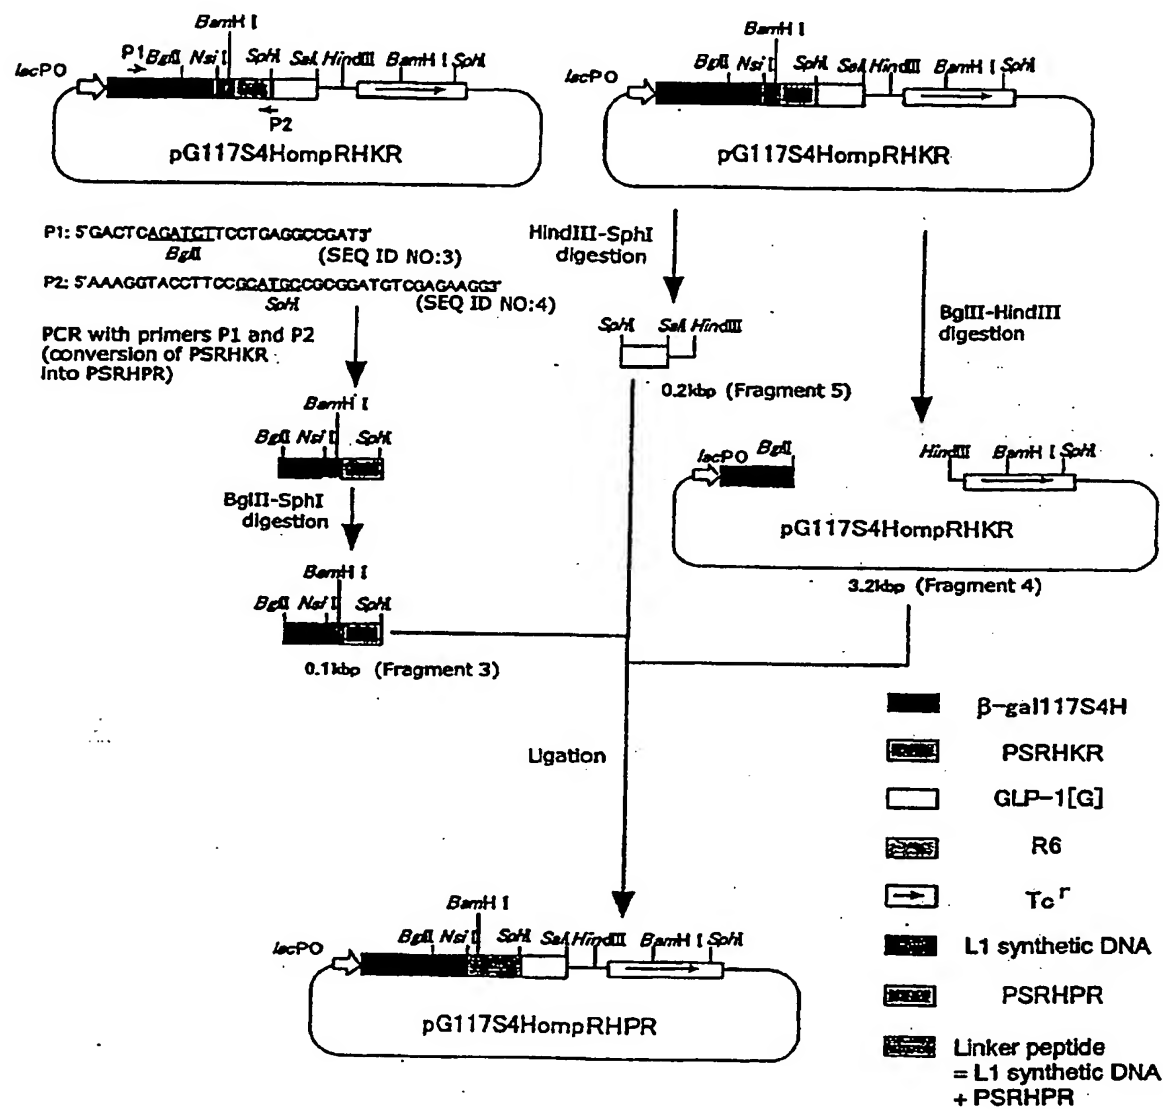 BamH I
P1
BglII NsiI SphI SalI HindIII BamH I SphI
lacPO
P2
pG117S4HompRHKR
BamH I
BglII NsiI SphI SalI HindIII BamH I SphI
lacPO
pG117S4HompRHKR
P1: 5'GACTCAGATCTTCCTGAGGCCGAT3'
BglII (SEQ ID NO:3)
P2: 5'AAAGGTACCTTCCGCATGCCGCGGATGTCGAGAAGG3'
SphI (SEQ ID NO:4)
PCR with primers P1 and P2
(conversion of PSRHKR
into PSRHPR)
BamH I
BglII NsiI SphI
BglII-SphI
digestion
BamH I
BglII NsiI SphI
0.1kbp (Fragment 3)
HindIII-SphI
digestion
SphI SalI HindIII
0.2kbp (Fragment 5)
BglII-HindIII
digestion
lacPO BglII HindIII BamH I SphI
pG117S4HompRHKR
3.2kbp (Fragment 4)
Ligation
BamH I
BglII NsiI SphI SalI HindIII BamH I SphI
lacPO
pG117S4HompRHPR
β-gal117S4H
PSRHKR
GLP-1[G]
R6
Tc r
L1 synthetic DNA
PSRHPR
Linker peptide
= L1 synthetic DNA
+ PSRHPR